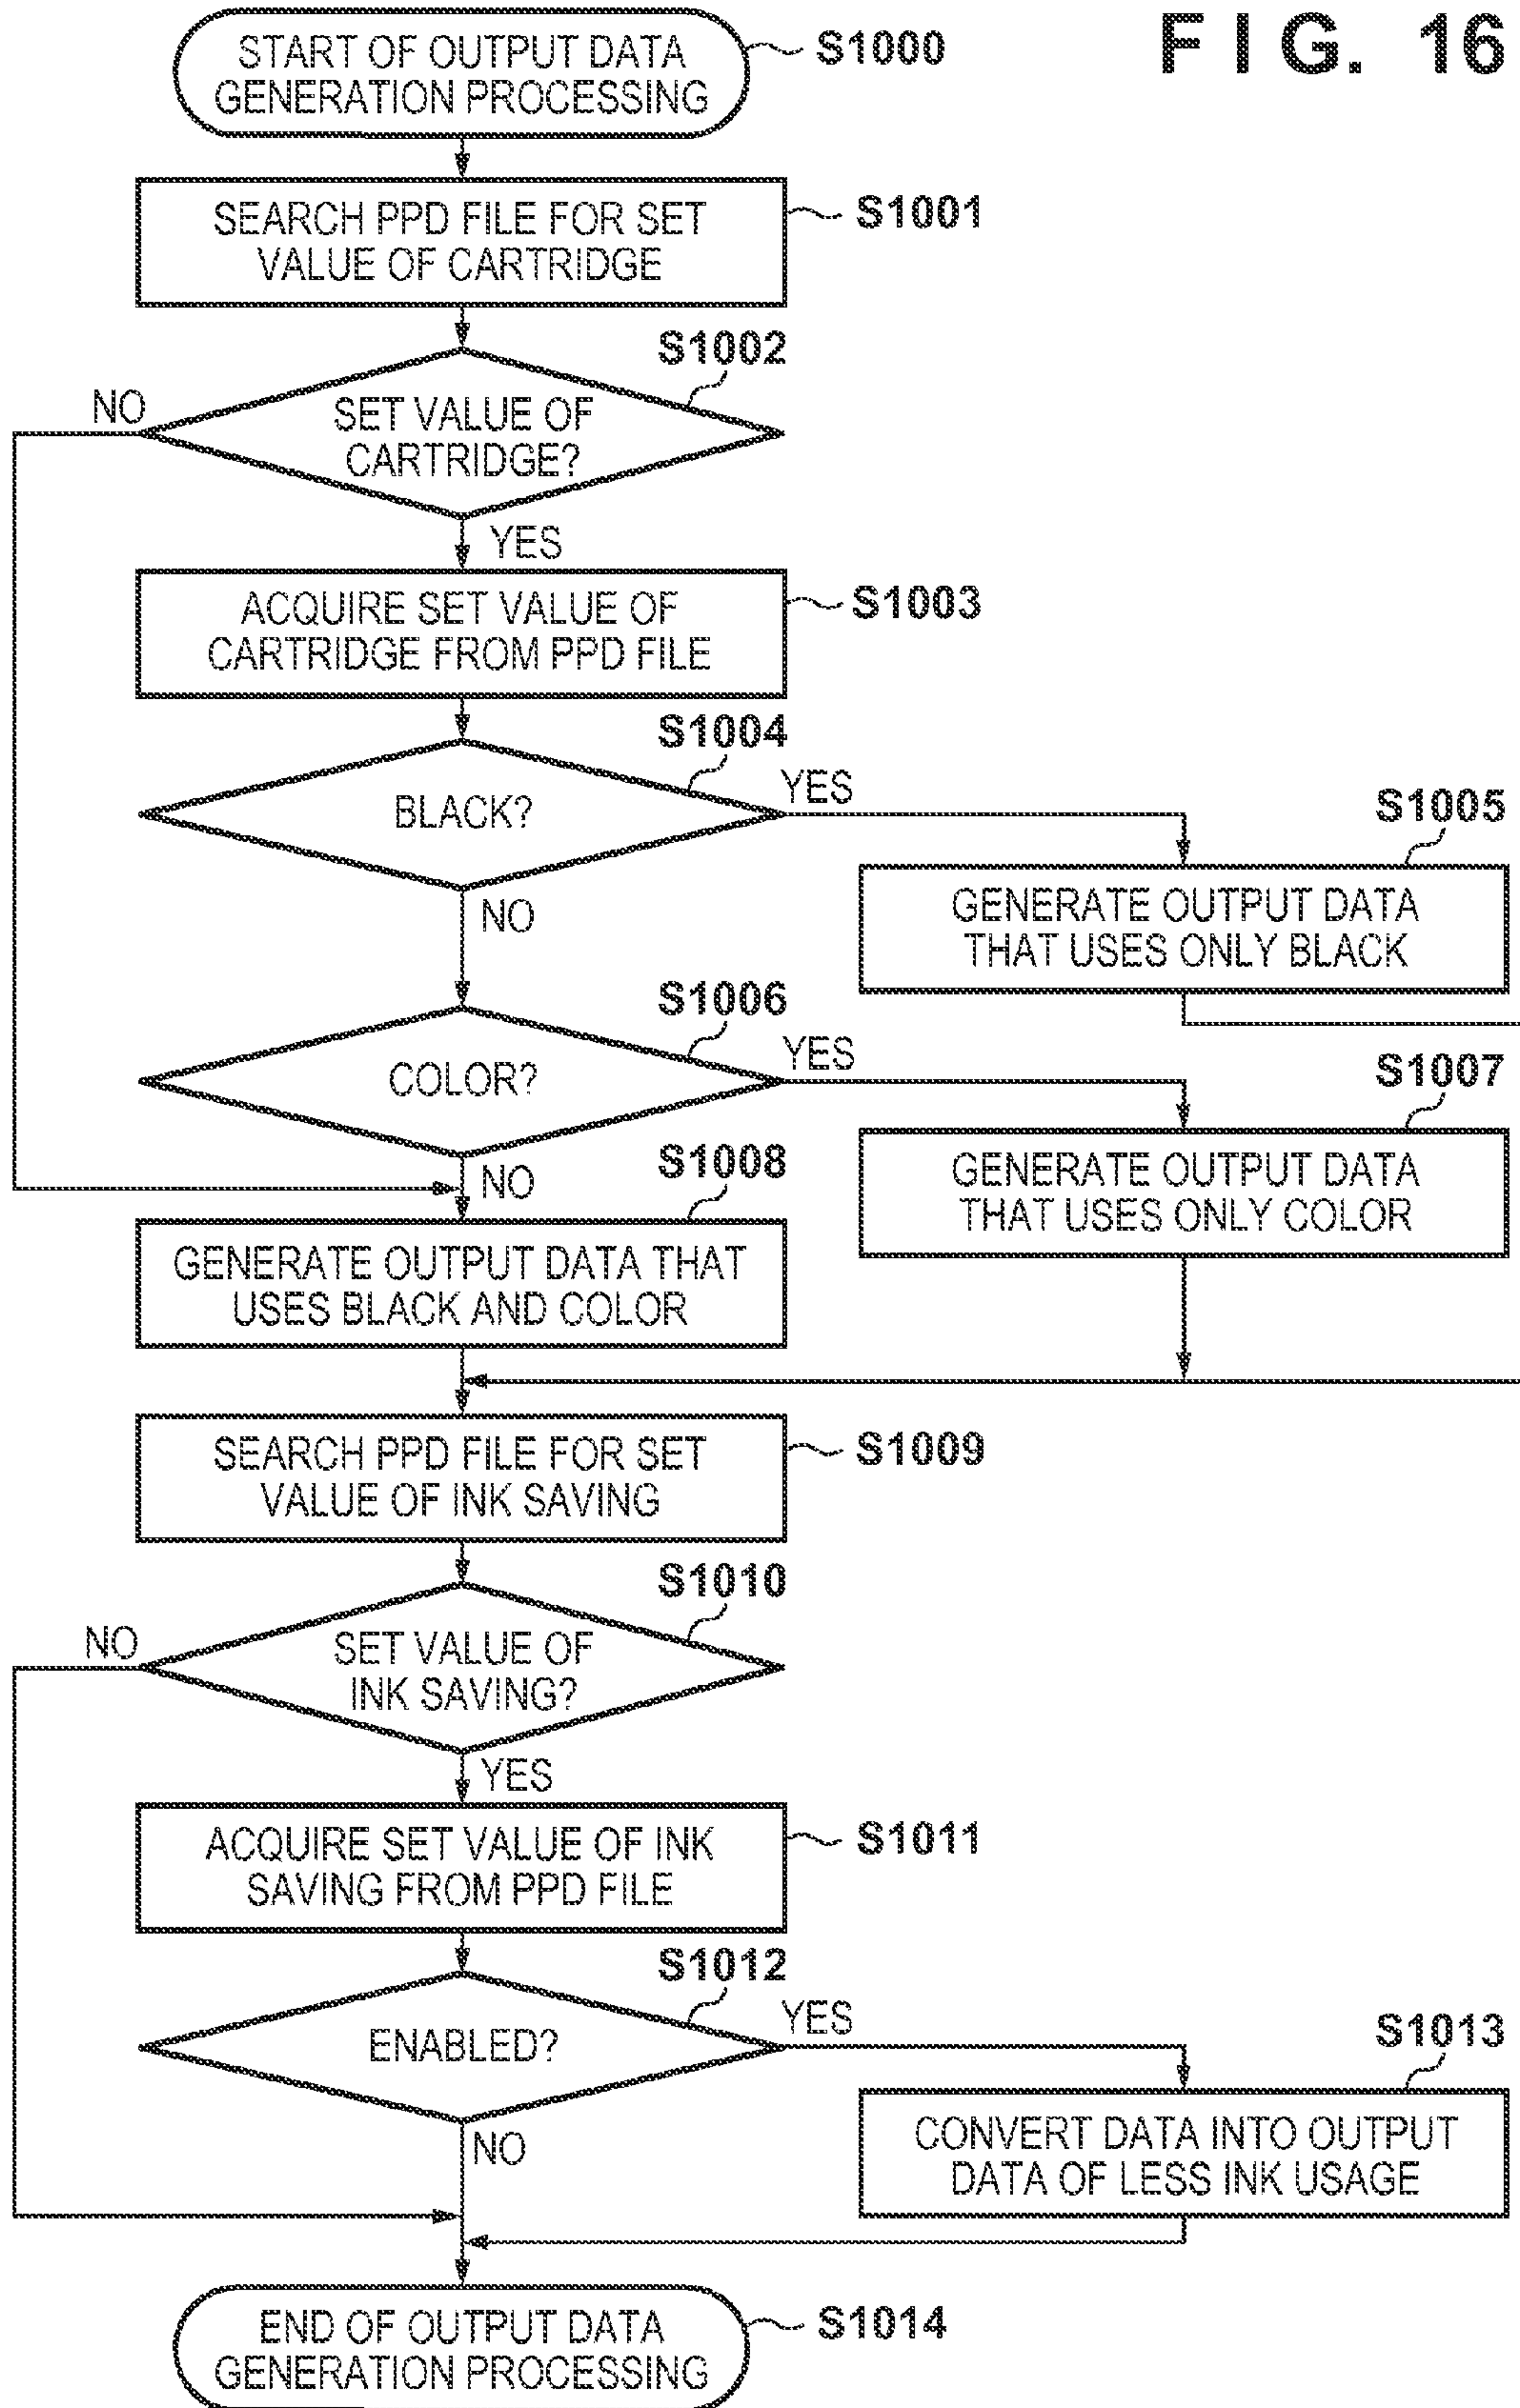 FIG. 16
START OF OUTPUT DATA
GENERATION PROCESSING
S1000
SEARCH PPD FILE FOR SET
VALUE OF CARTRIDGE
S1001
S1002
NO
SET VALUE OF
CARTRIDGE?
YES
ACQUIRE SET VALUE OF
CARTRIDGE FROM PPD FILE
S1003
S1004
BLACK?
YES
NO
S1005
GENERATE OUTPUT DATA
THAT USES ONLY BLACK
S1006
COLOR?
YES
NO
S1007
GENERATE OUTPUT DATA
THAT USES ONLY COLOR
S1008
GENERATE OUTPUT DATA THAT
USES BLACK AND COLOR
SEARCH PPD FILE FOR SET
VALUE OF INK SAVING
S1009
S1010
NO
SET VALUE OF
INK SAVING?
YES
ACQUIRE SET VALUE OF INK
SAVING FROM PPD FILE
S1011
S1012
ENABLED?
YES
NO
S1013
CONVERT DATA INTO OUTPUT
DATA OF LESS INK USAGE
END OF OUTPUT DATA
GENERATION PROCESSING
S1014